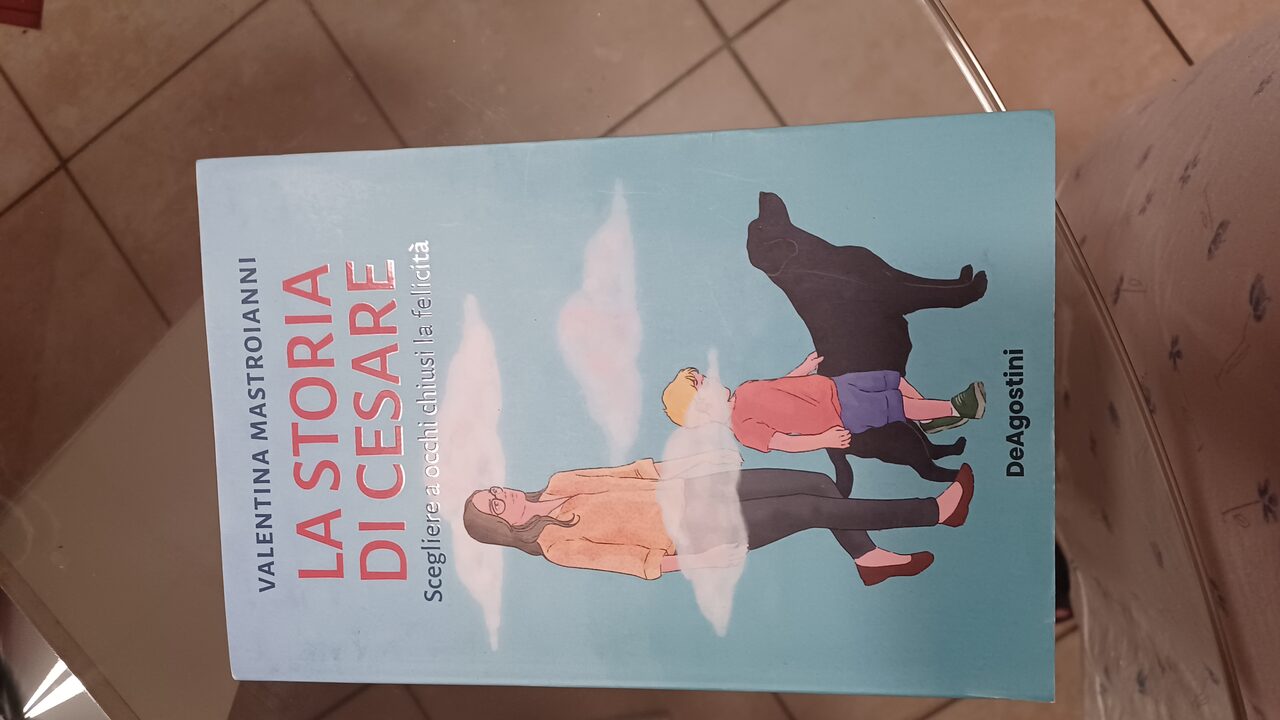 VALENTINA MASTROIANNI
LA STORIA
DI CESARE
Scegliere a occhi chiusi la felicità
DeAgostini